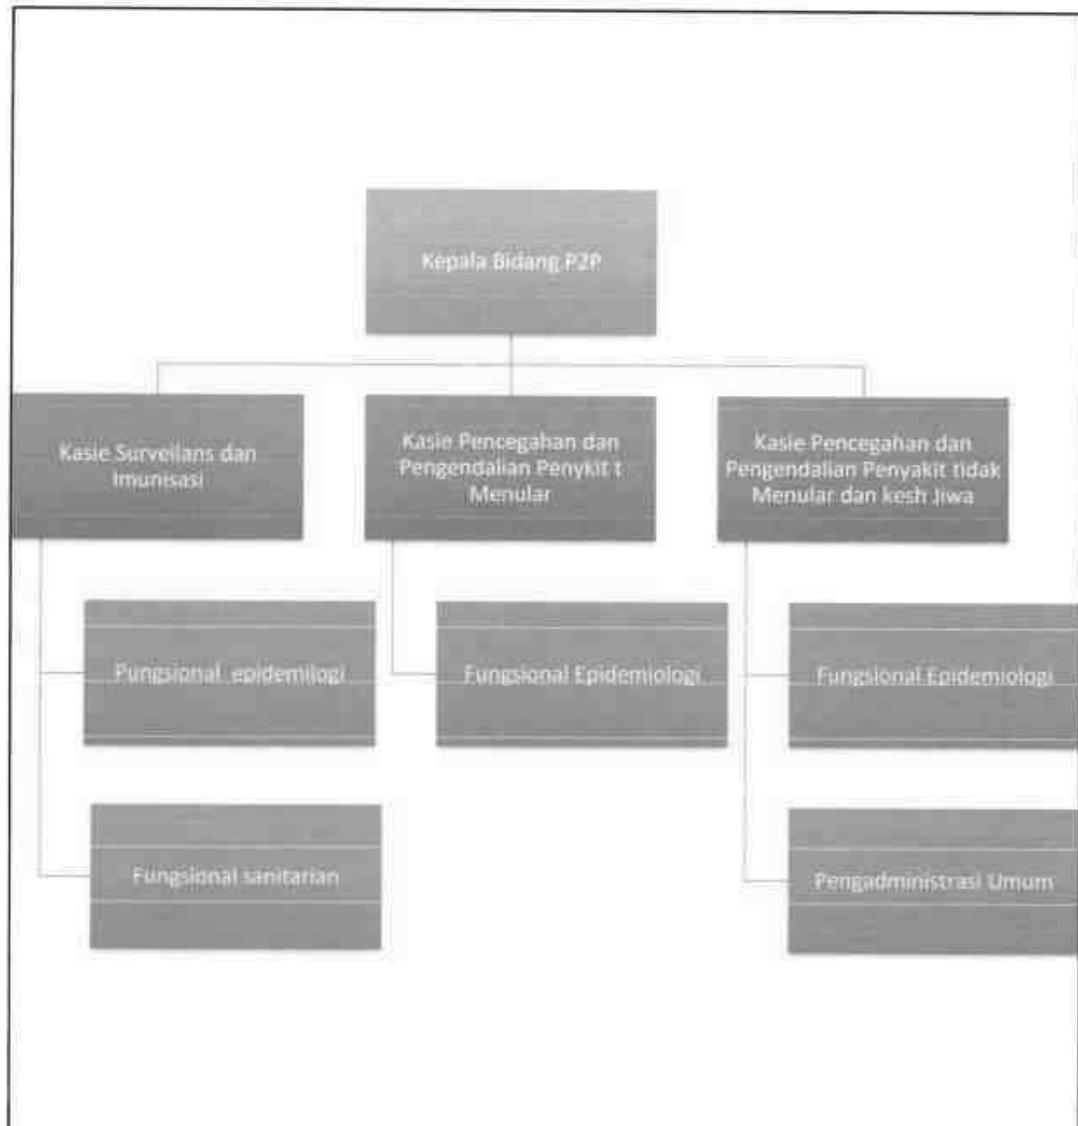 Kepala Bidang P2P
Kasie Surveilans dan
Imunisasi
Kasie Pencegahan dan
Pengendalian Penykit t
Menular
Kasie Pencegahan dan
Pengendalian Penyakit tidak
Menular dan kesh Jiwa
Pungsional epidemilogi
Fungsional Epidemiologi
Fungsional Epidemiologi
Fungsional sanitarian
Pengadministrasi Umum